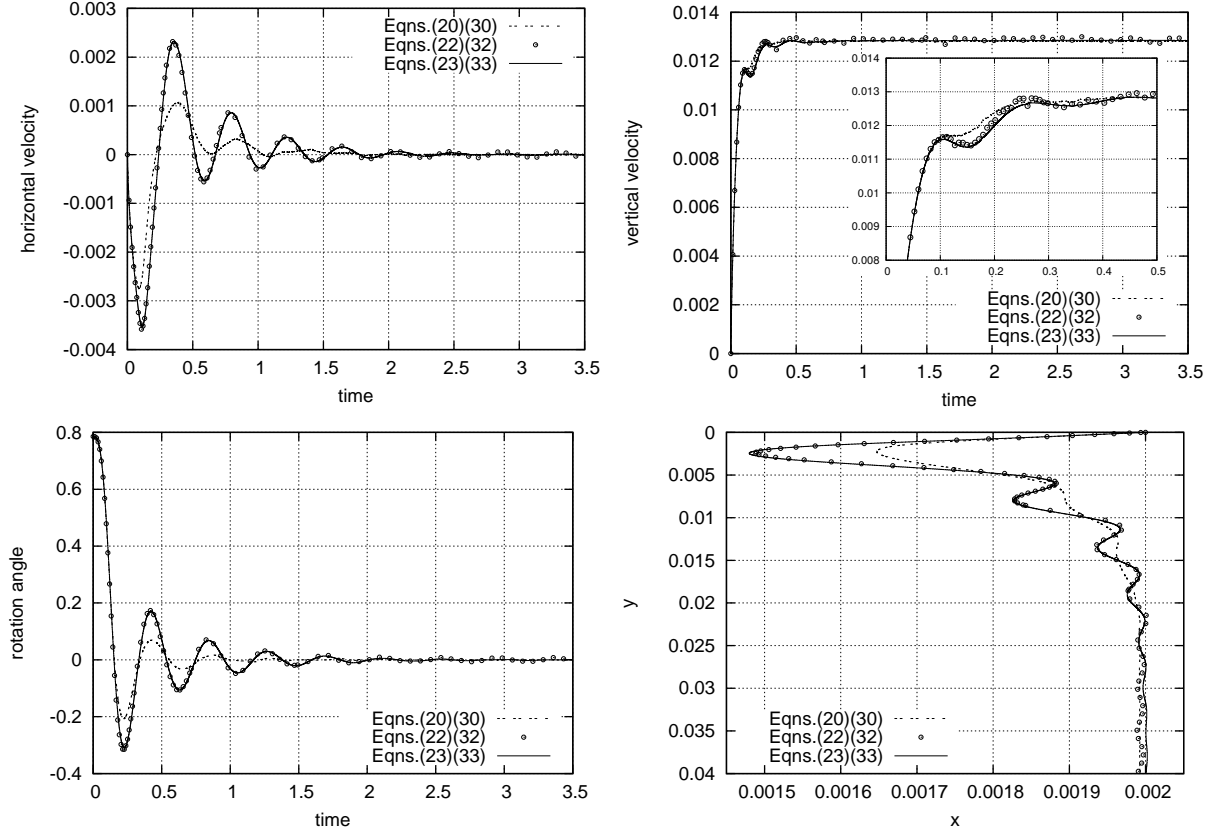 0.003
0.002
0.001
0
-0.001
-0.002
-0.003
-0.004
horizontal velocity
Eqns.(20)(30)
Eqns.(22)(32)
Eqns.(23)(33)
0 0.5 1 1.5 2 2.5 3 3.5
time
0.014
0.012
0.01
0.008
0.006
0.004
0.002
0
vertical velocity
0.014
0.013
0.012
0.011
0.01
0.009
0.008
0 0.1 0.2 0.3 0.4 0.5
Eqns.(20)(30)
Eqns.(22)(32)
Eqns.(23)(33)
0 0.5 1 1.5 2 2.5 3 3.5
time
0.8
0.6
0.4
0.2
0
-0.2
-0.4
rotation angle
Eqns.(20)(30)
Eqns.(22)(32)
Eqns.(23)(33)
0 0.5 1 1.5 2 2.5 3 3.5
time
0
0.005
0.01
0.015
0.02
0.025
0.03
0.035
0.04
y
Eqns.(20)(30)
Eqns.(22)(32)
Eqns.(23)(33)
0.0015 0.0016 0.0017 0.0018 0.0019 0.002
x